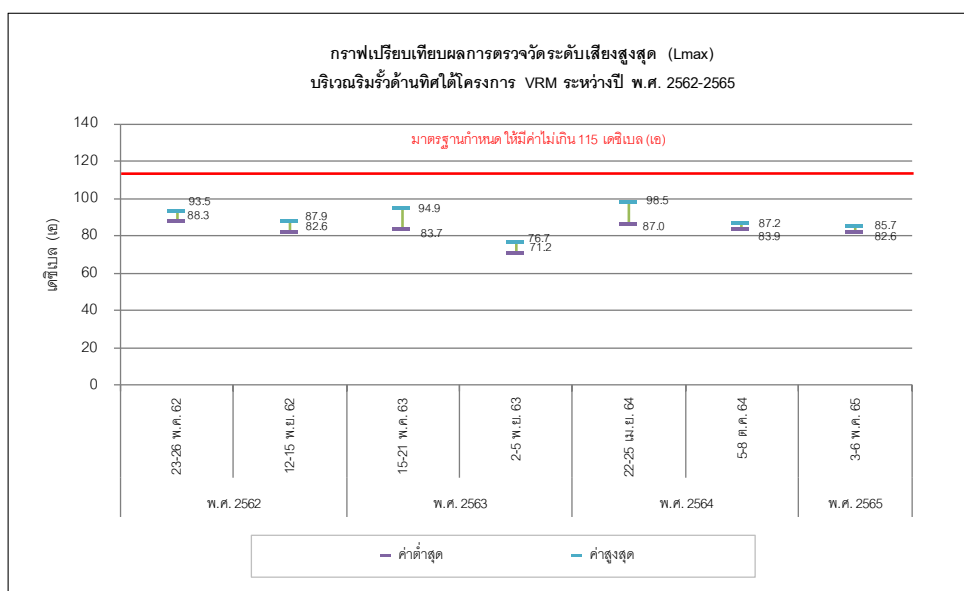 กราฟเปรียบเทียบผลการตรวจวัดระดับเสียงสูงสุด (Lmax)
บริเวณริมรั้วด้านทิศใต้โครงการ VRM ระหว่างปี พ.ศ. 2562-2565
140
120
100
80
60
40
20
0
เดซิเบล (เอ)
มาตรฐานกำหนด ให้มีค่าไม่เกิน 115 เดซิเบล (เอ)
93.5
88.3
87.9
82.6
94.9
83.7
76.7
71.2
98.5
87.0
87.2
83.9
85.7
82.6
23-26 พ.ค. 62
12-15 พ.ย. 62
15-21 พ.ค. 63
2-5 พ.ย. 63
22-25 เม.ย. 64
5-8 ต.ค. 64
3-6 พ.ค. 65
พ.ศ. 2562
พ.ศ. 2563
พ.ศ. 2564
พ.ศ. 2565
ค่าต่ำสุด
ค่าสูงสุด